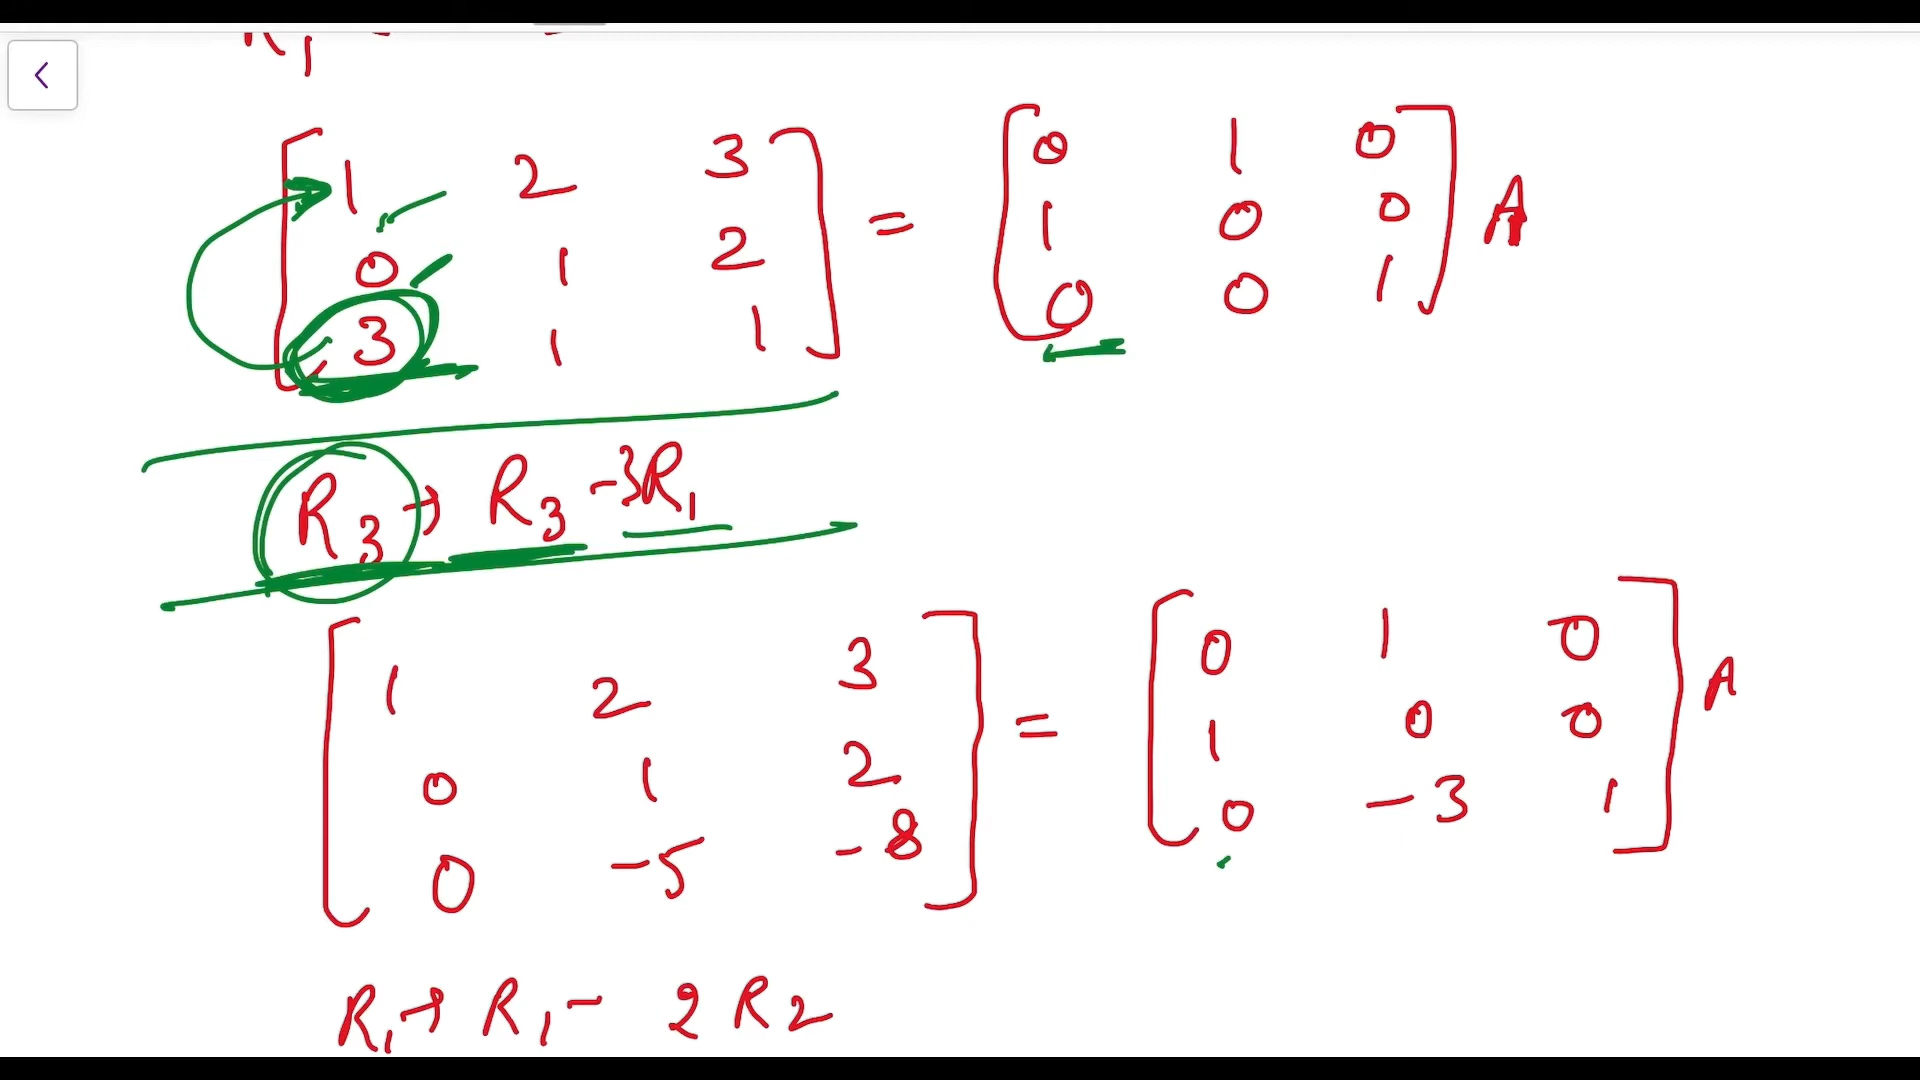 1 2 3 = 0 1 0 A
0 1 2 1 0 0
3 1 1 0 0 1
R3 → R3 - 3R1
1 2 3 = 0 1 0 A
0 1 2 1 0 0
0 -5 -8 0 -3 1
R1 → R1 - 2R2